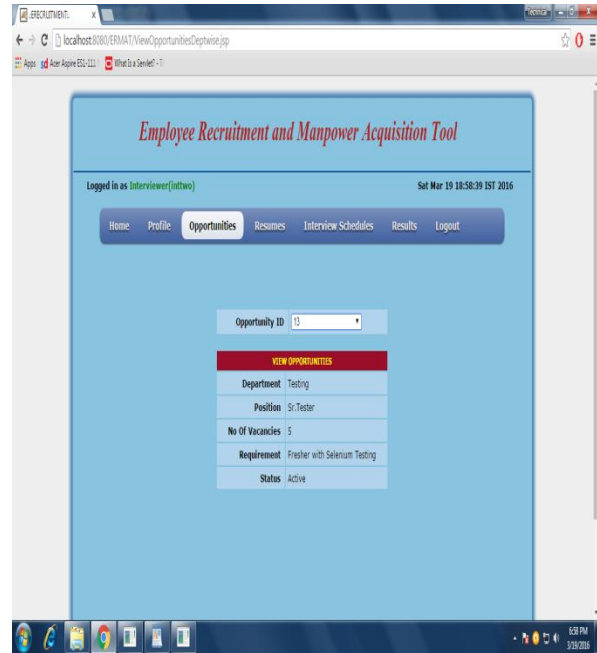 .:ERECRUITMENT:.
Technical
localhost:8080/ERMAT/ViewOpportunitiesDeptwise.jsp
Apps
Acer Aspire ES1-111
What Is a Servlet? - Ti
Employee Recruitment and Manpower Acquisition Tool
Logged in as Interviewer(inttwo) Sat Mar 19 18:58:39 IST 2016
Home Profile Opportunities Resumes Interview Schedules Results Logout
Opportunity ID 13
VIEW OPPORTUNITIES
Department Testing
Position Sr.Tester
No Of Vacancies 5
Requirement Fresher with Selenium Testing
Status Active
6:58 PM
3/19/2016